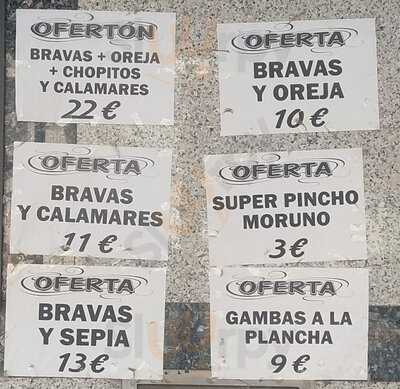 OFERTÓN
BRAVAS + OREJA
+ CHOPITOS
Y CALAMARES
22 €
OFERTA
BRAVAS
Y OREJA
10 €
OFERTA
BRAVAS
Y CALAMARES
11 €
OFERTA
SUPER PINCHO
MORUNO
3€
OFERTA
BRAVAS
Y SEPIA
13€
OFERTA
GAMBAS A LA
PLANCHA
9 €